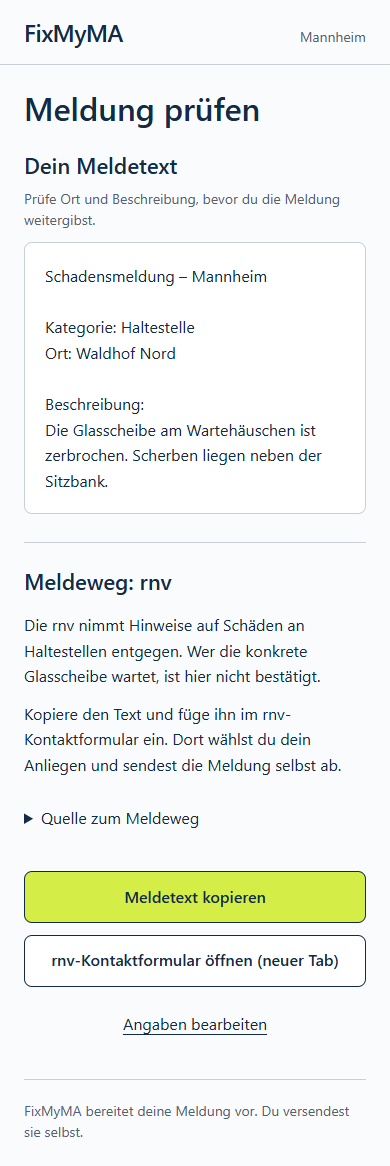 FixMyMA
Mannheim
Meldung prüfen
Dein Meldetext
Prüfe Ort und Beschreibung, bevor du die Meldung
weitergibst.
Schadensmeldung – Mannheim
Kategorie: Haltestelle
Ort: Waldhof Nord
Beschreibung:
Die Glasscheibe am Wartehäuschen ist
zerbrochen. Scherben liegen neben der
Sitzbank.
Meldeweg: rnv
Die rnv nimmt Hinweise auf Schäden an
Haltestellen entgegen. Wer die konkrete
Glasscheibe wartet, ist hier nicht bestätigt.
Kopiere den Text und füge ihn im rnv-
Kontaktformular ein. Dort wählst du dein
Anliegen und sendest die Meldung selbst ab.
Quelle zum Meldeweg
Meldetext kopieren
rnv-Kontaktformular öffnen (neuer Tab)
Angaben bearbeiten
FixMyMA bereitet deine Meldung vor. Du versendest
sie selbst.